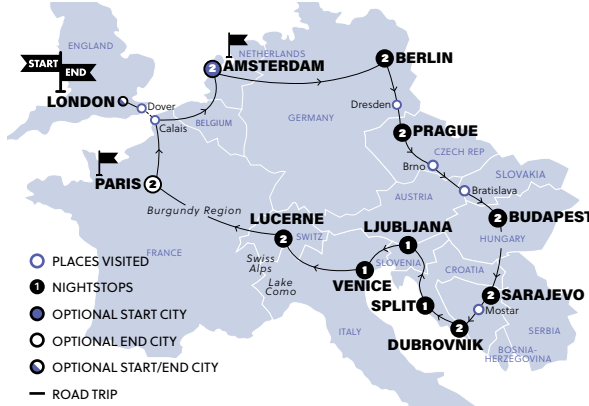 ENGLAND
NETHERLANDS
START
END
2 AMSTERDAM
2 BERLIN
LONDON
Dover
Calais
BELGIUM
GERMANY
Dresden
2 PRAGUE
CZECH REP
Brno
SLOVAKIA
PARIS 2
Bratislava
AUSTRIA
Burgundy Region
LUCERNE
2
SWITZ.
LJUBLJANA
1
2 BUDAPEST
HUNGARY
FRANCE
Swiss
Alps
SLOVENIA
CROATIA
1
VENICE
Lake
Como
2 SARAJEVO
Mostar
SPLIT 1
SERBIA
ITALY
2
DUBROVNIK
BOSNIA-
HERZEGOVINA
PLACES VISITED
1 NIGHTSTOPS
OPTIONAL START CITY
OPTIONAL END CITY
OPTIONAL START/END CITY
ROAD TRIP